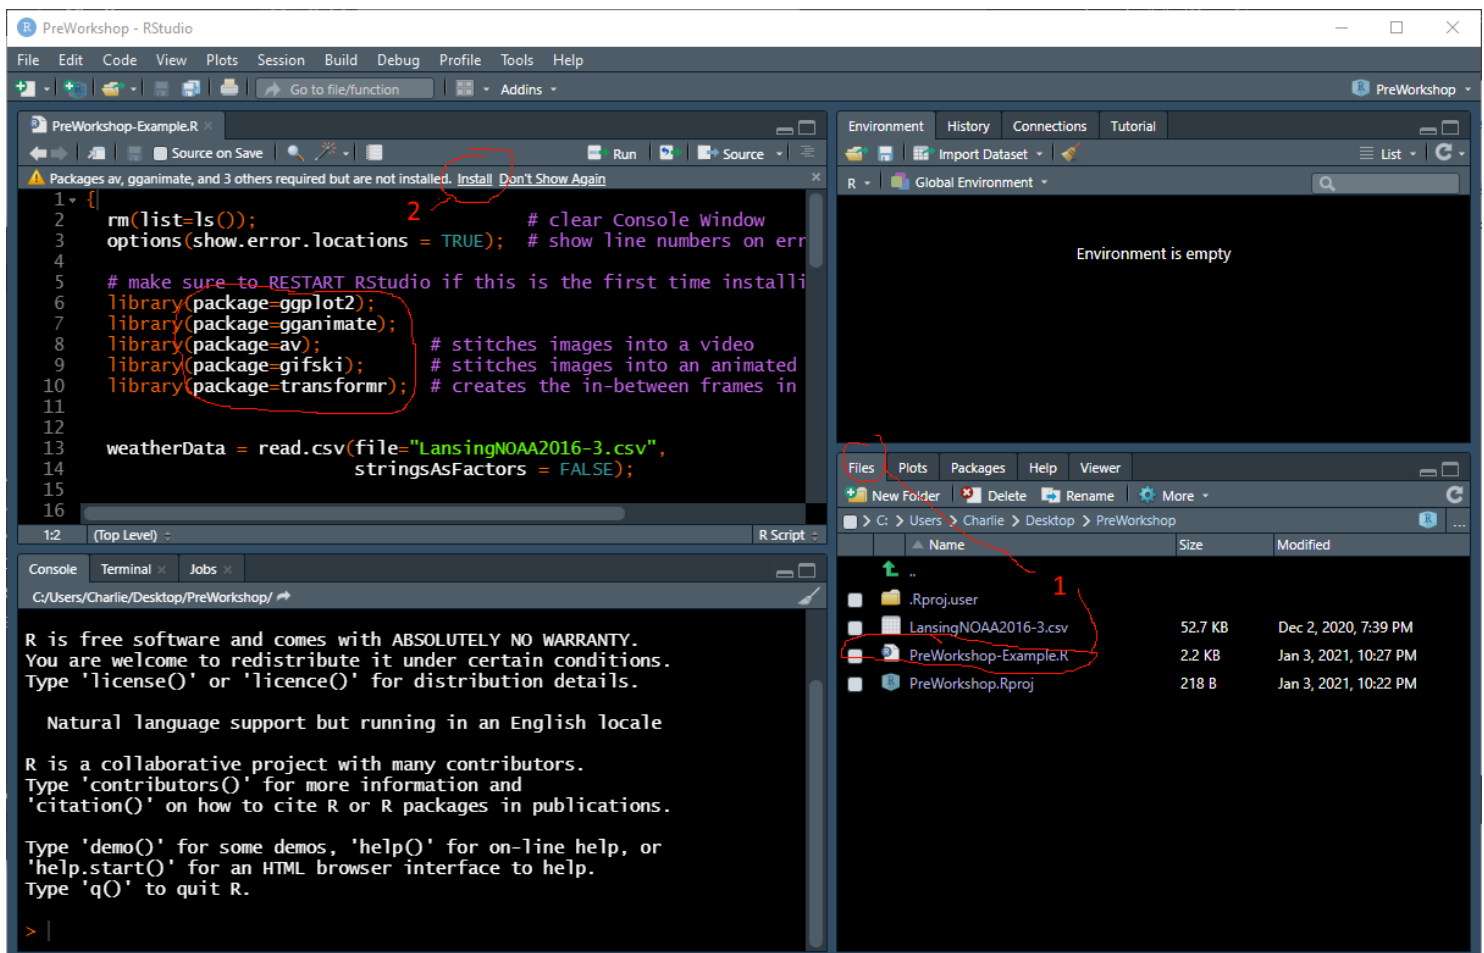 PreWorkshop - RStudio
File Edit Code View Plots Session Build Debug Profile Tools Help
Go to file/function Addins PreWorkshop
PreWorkshop-Example.R
Source on Save Run Source
Packages av, gganimate, and 3 others required but are not installed. Install Don't Show Again
2
1 {
2 rm(list=ls()); # clear Console Window
3 options(show.error.locations = TRUE); # show line numbers on err
4
5 # make sure to RESTART RStudio if this is the first time installi
6 library(package=ggplot2);
7 library(package=gganimate);
8 library(package=av); # stitches images into a video
9 library(package=gifski); # stitches images into an animated
10 library(package=transformr); # creates the in-between frames in
11
12
13 weatherData = read.csv(file="LansingNOAA2016-3.csv",
14 stringsAsFactors = FALSE);
15
16
1:2 (Top Level) R Script
Console Terminal Jobs
C:/Users/Charlie/Desktop/PreWorkshop/
R is free software and comes with ABSOLUTELY NO WARRANTY.
You are welcome to redistribute it under certain conditions.
Type 'license()' or 'licence()' for distribution details.
Natural language support but running in an English locale
R is a collaborative project with many contributors.
Type 'contributors()' for more information and
'citation()' on how to cite R or R packages in publications.
Type 'demo()' for some demos, 'help()' for on-line help, or
'help.start()' for an HTML browser interface to help.
Type 'q()' to quit R.
>
Environment History Connections Tutorial
Import Dataset List
R Global Environment
Environment is empty
Files Plots Packages Help Viewer
New Folder Delete Rename More
C: > Users > Charlie > Desktop > PreWorkshop ...
Name Size Modified
..
1
.Rproj.user
LansingNOAA2016-3.csv 52.7 KB Dec 2, 2020, 7:39 PM
PreWorkshop-Example.R 2.2 KB Jan 3, 2021, 10:27 PM
PreWorkshop.Rproj 218 B Jan 3, 2021, 10:22 PM